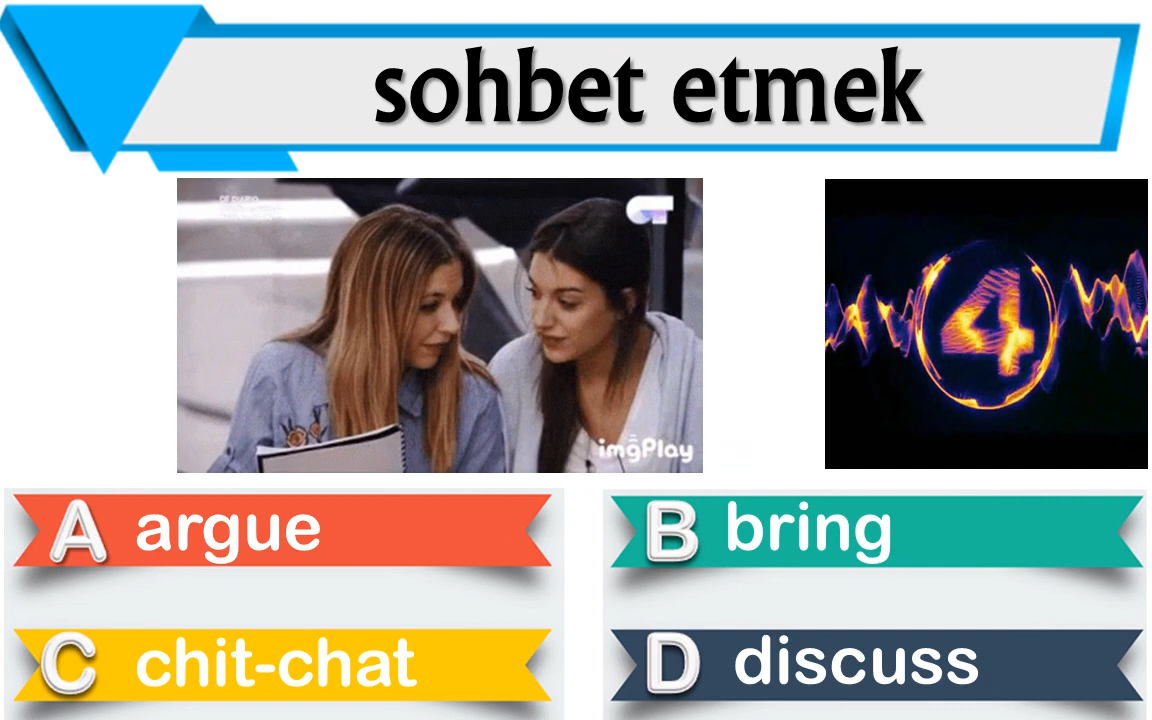 sohbet etmek
imgPlay
4
A argue
B bring
C chit-chat
D discuss